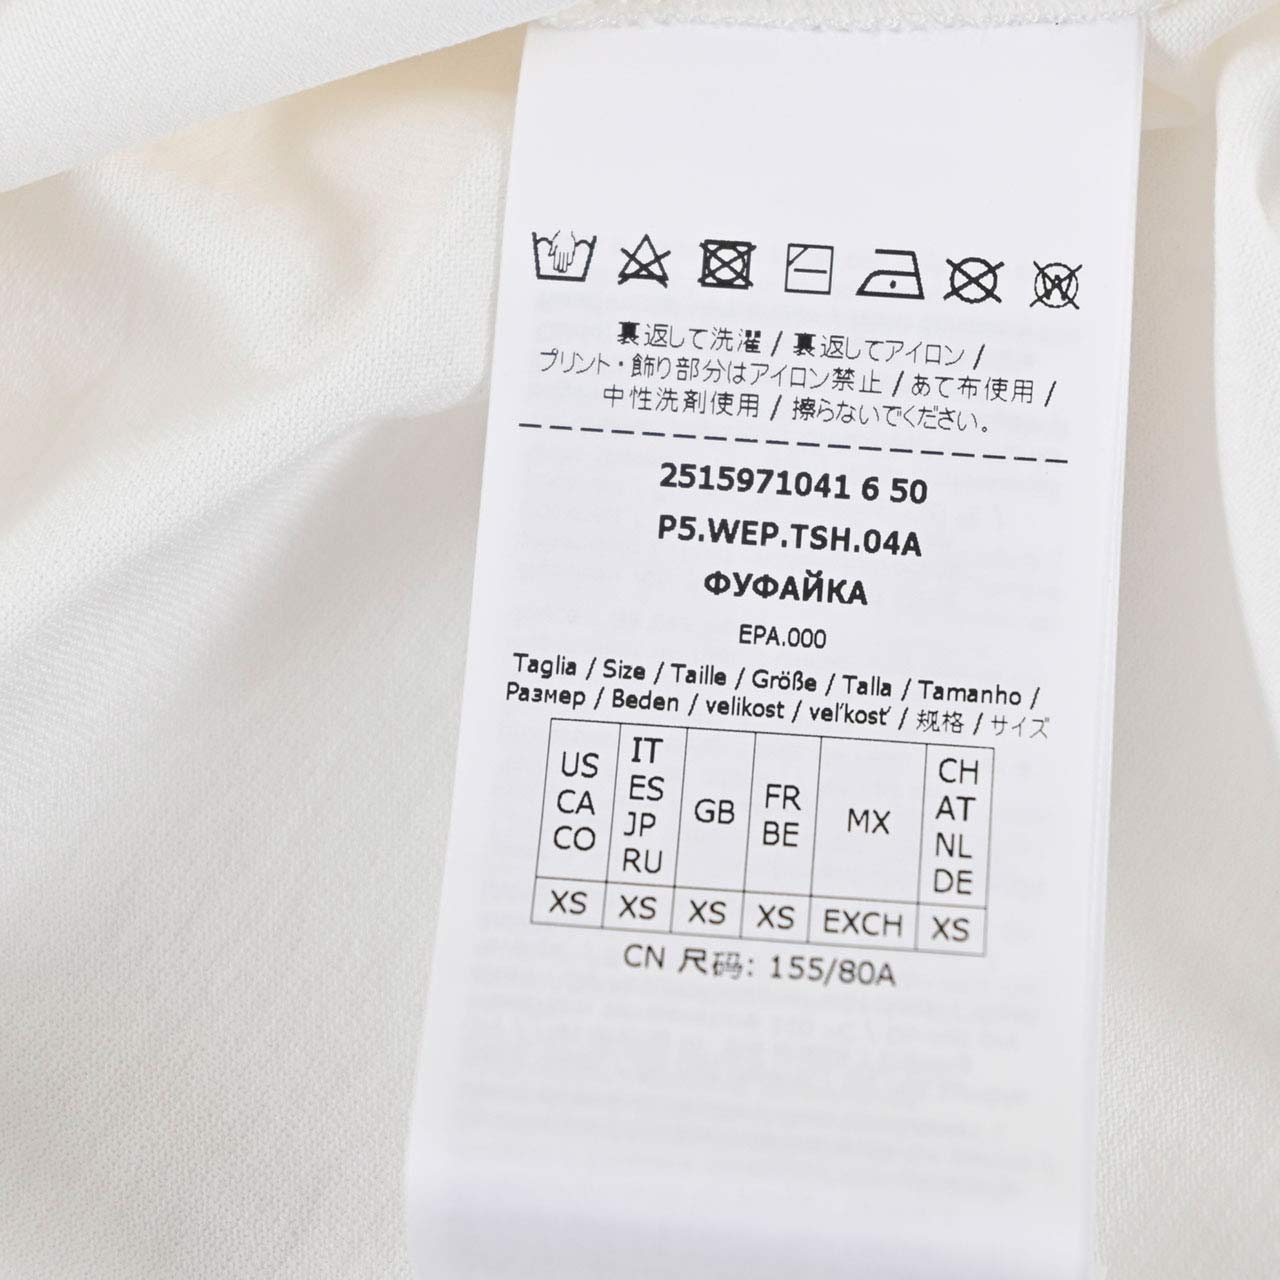 裏返して洗濯 / 裏返してアイロン /
プリント・飾り部分はアイロン禁止 / あて布使用 /
中性洗剤使用 / 擦らないでください。
2515971041 6 50
P5.WEP.TSH.04A
ФУФАЙКА
EPA.000
Taglia / Size / Taille / Größe / Talla / Tamanho /
Размер / Beden / velikost / veľkosť / 规格 / サイズ
US CA CO IT ES JP RU GB FR BE MX CH AT NL DE
XS XS XS XS EXCH XS
CN 尺码: 155/80A